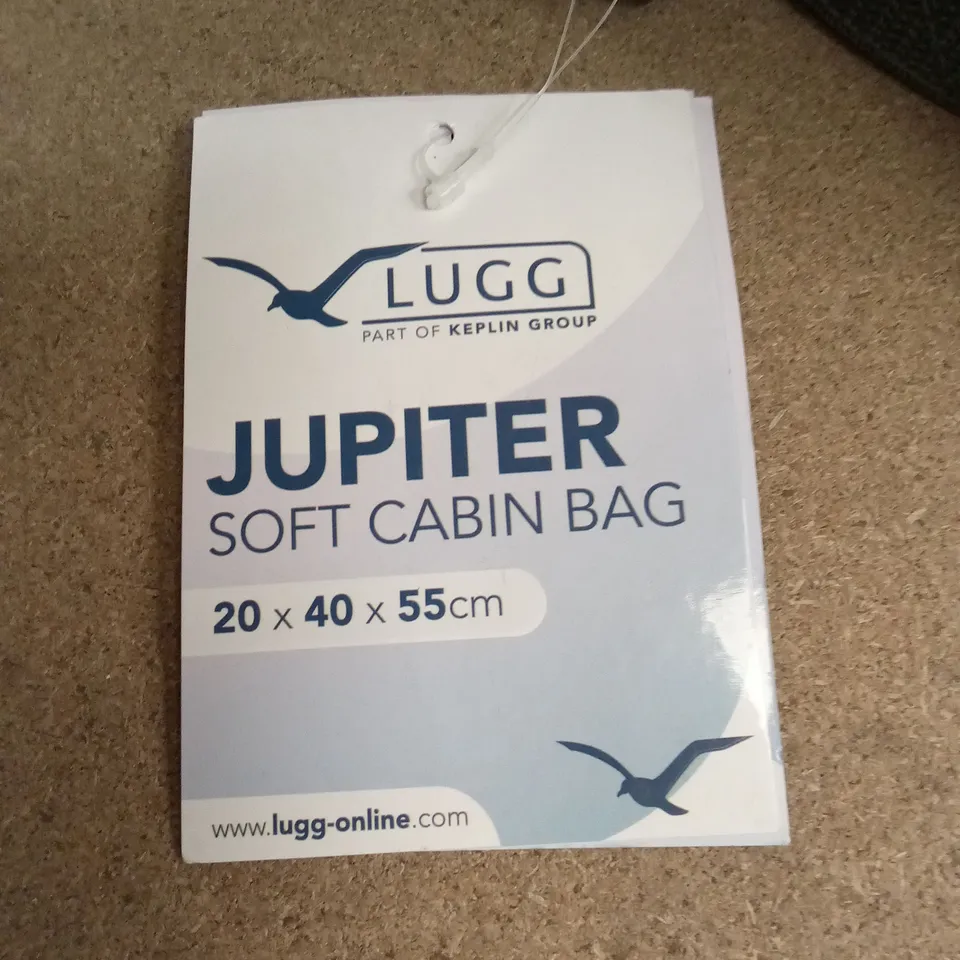 LUGG
PART OF KEPLIN GROUP
JUPITER
SOFT CABIN BAG
20 x 40 x 55cm
www.lugg-online.com